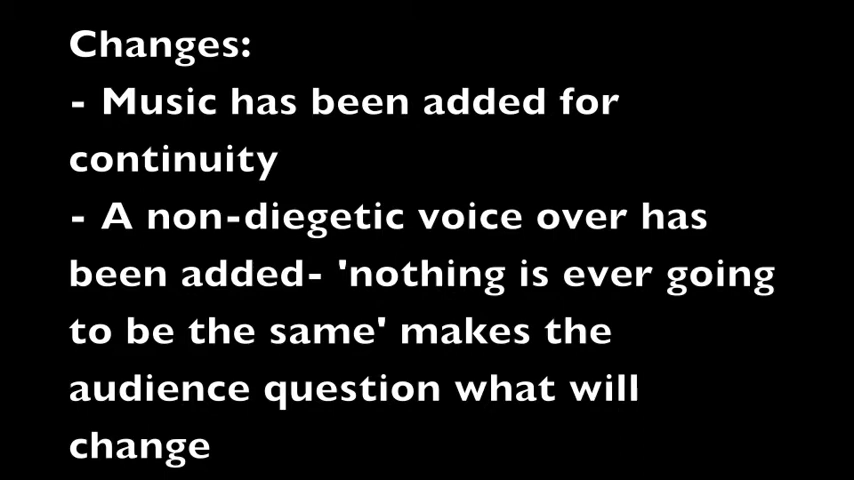 Changes:
- Music has been added for
continuity
- A non-diegetic voice over has
been added- 'nothing is ever going
to be the same' makes the
audience question what will
change